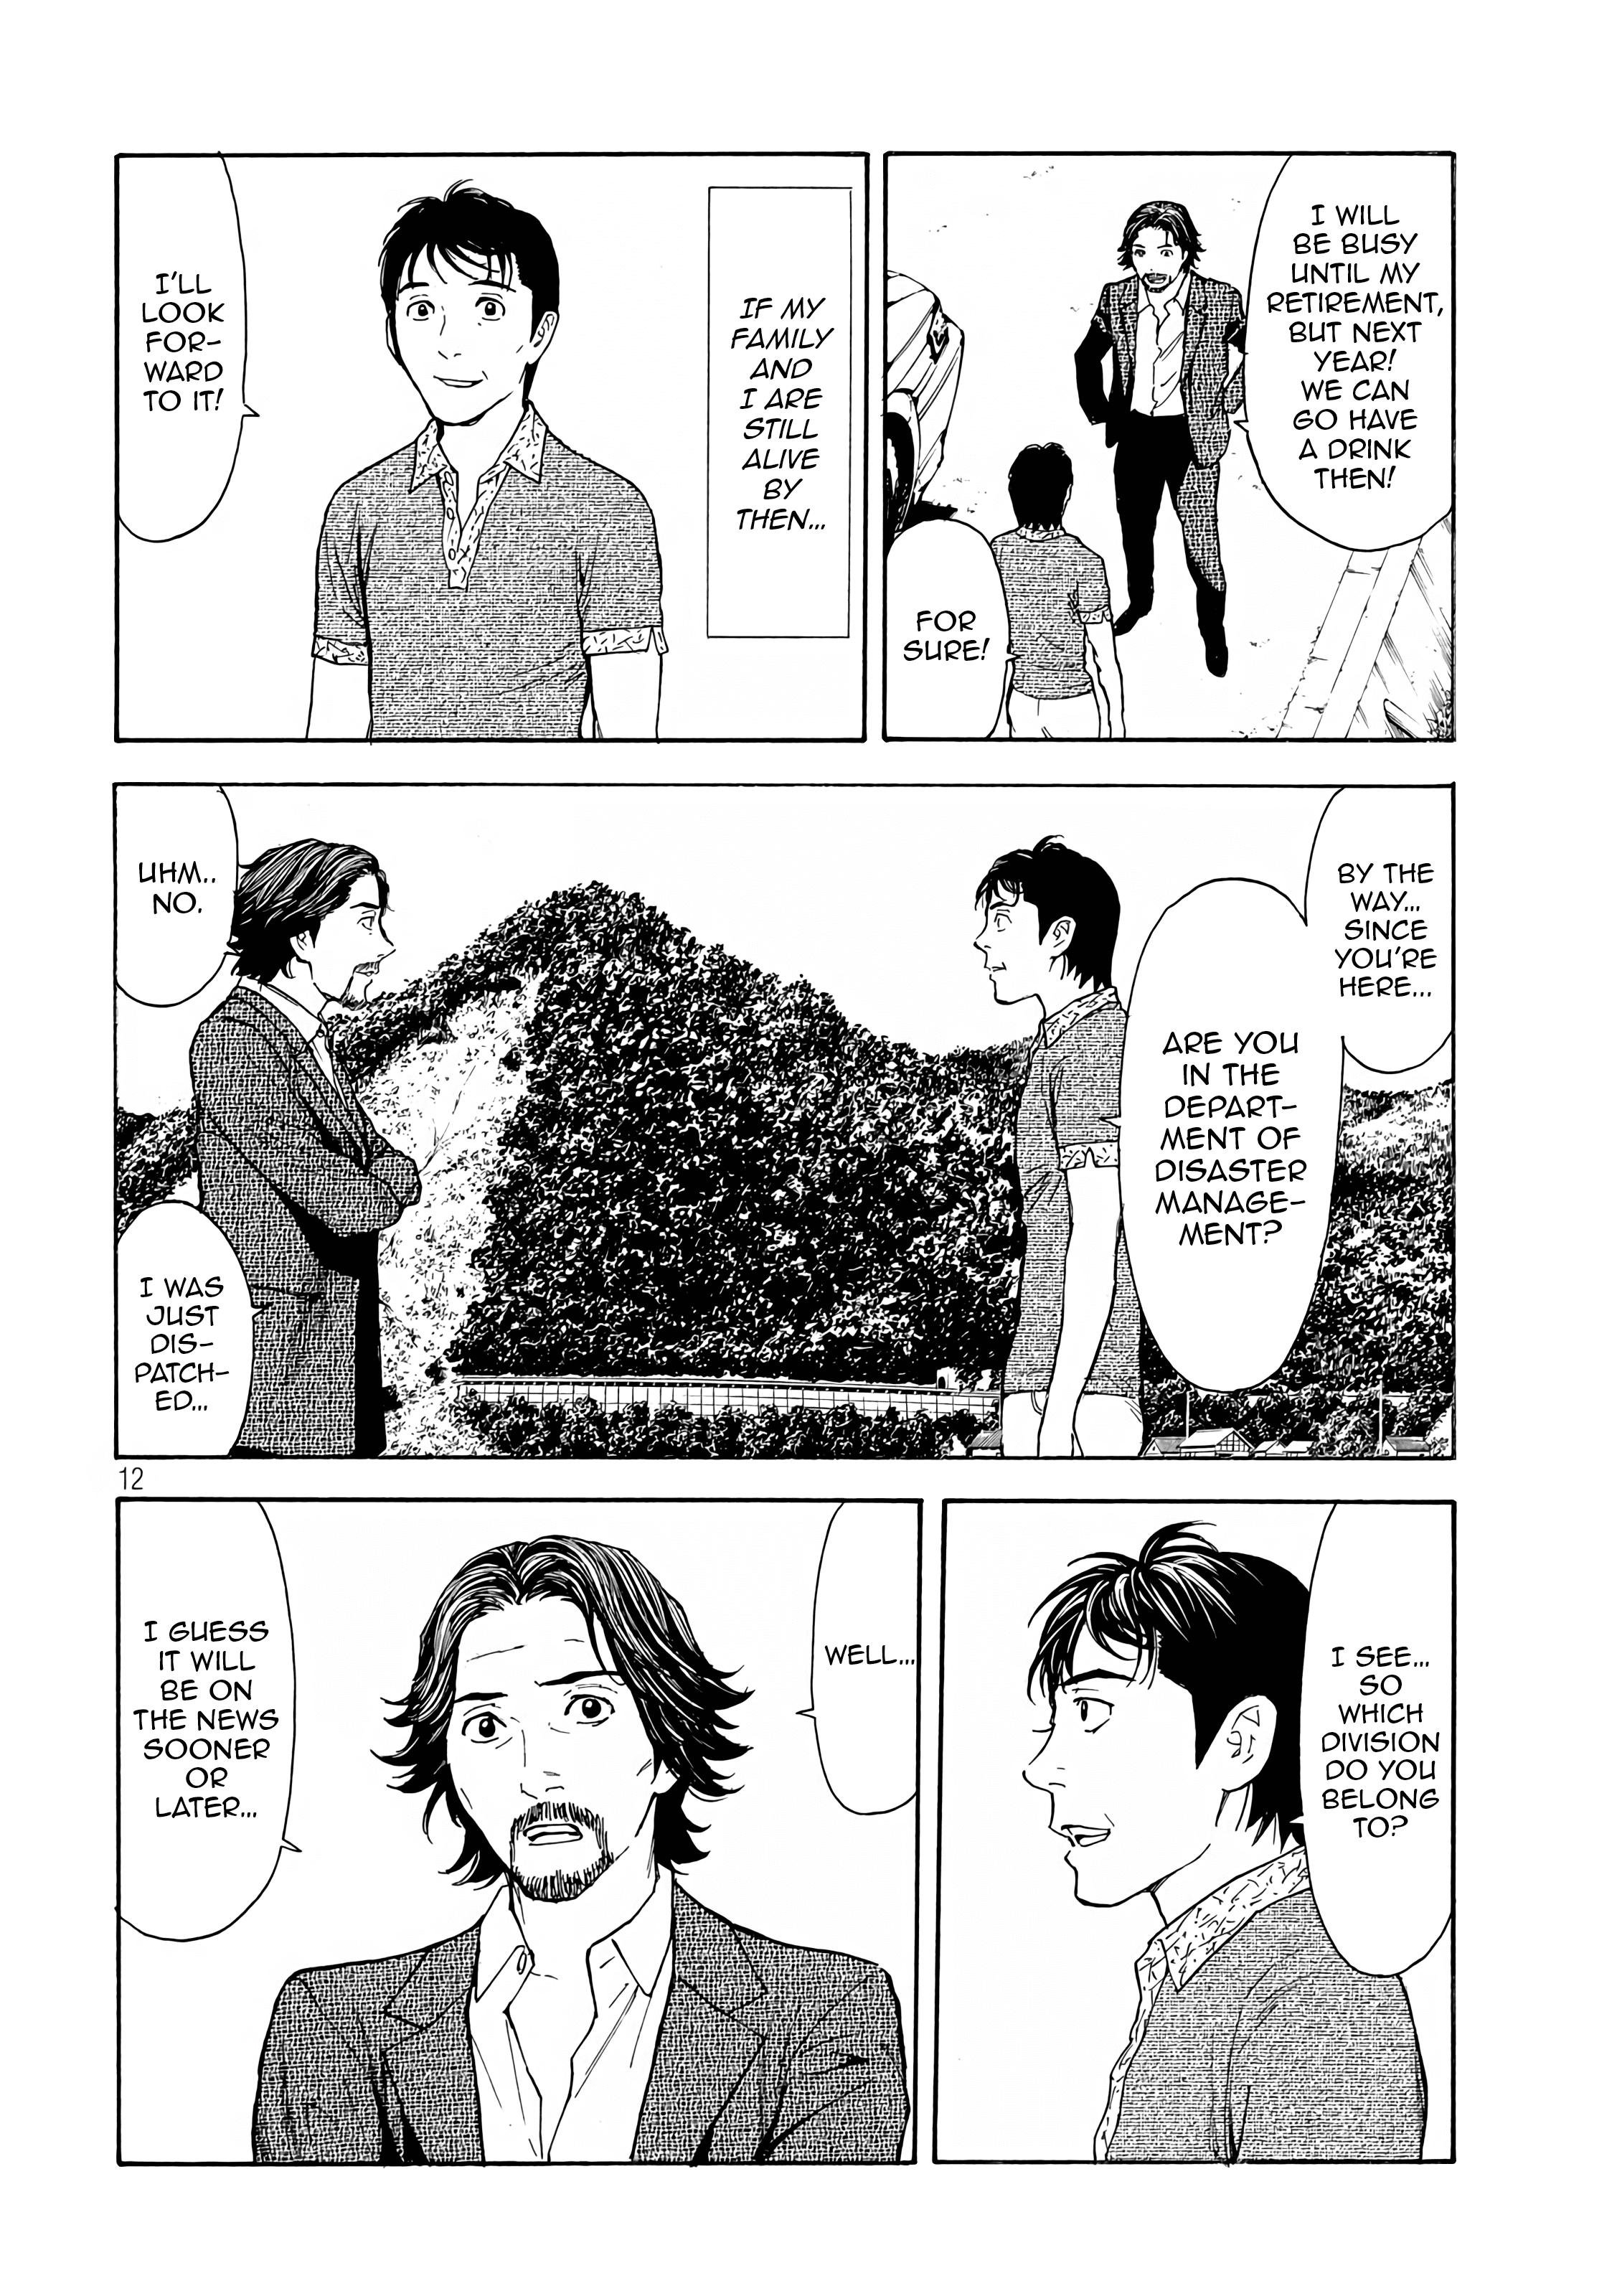 I WILL
BE BUSY
UNTIL MY
RETIREMENT,
BUT NEXT
YEAR!
WE CAN
GO HAVE
A DRINK
THEN!
FOR
SURE!
IF MY
FAMILY
AND
I ARE
STILL
ALIVE
BY
THEN...
I'LL
LOOK
FOR-
WARD
TO IT!
BY THE
WAY...
SINCE
YOU'RE
HERE...
ARE YOU
IN THE
DEPART-
MENT OF
DISASTER
MANAGE-
MENT?
UHM..
NO.
I WAS
JUST
DIS-
PATCH-
ED...
12
I SEE...
SO
WHICH
DIVISION
DO YOU
BELONG
TO?
WELL...
I GUESS
IT WILL
BE ON
THE NEWS
SOONER
OR
LATER...